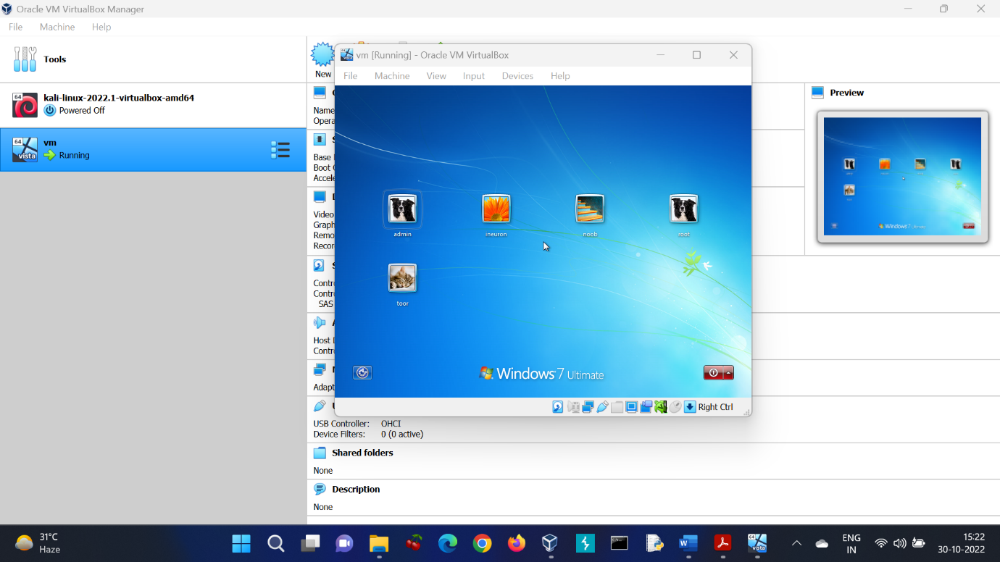 Oracle VM VirtualBox Manager
File Machine Help
Tools
New
kali-linux-2022.1-virtualbox-amd64
Powered Off
64
vm
Running
64
vista
vm [Running] - Oracle VM VirtualBox
File Machine View Input Devices Help
admin
ineuron
noob
root
toor
Windows 7 Ultimate
Right Ctrl
Name
Opera
Base
Boot
Accele
Video
Graph
Remo
Recor
Contr
Contr
SAS
Host
Contr
Adapt
USB Controller: OHCI
Device Filters: 0 (0 active)
Shared folders
None
Description
None
Preview
31°C
Haze
64
vista
ENG
IN
15:22
30-10-2022